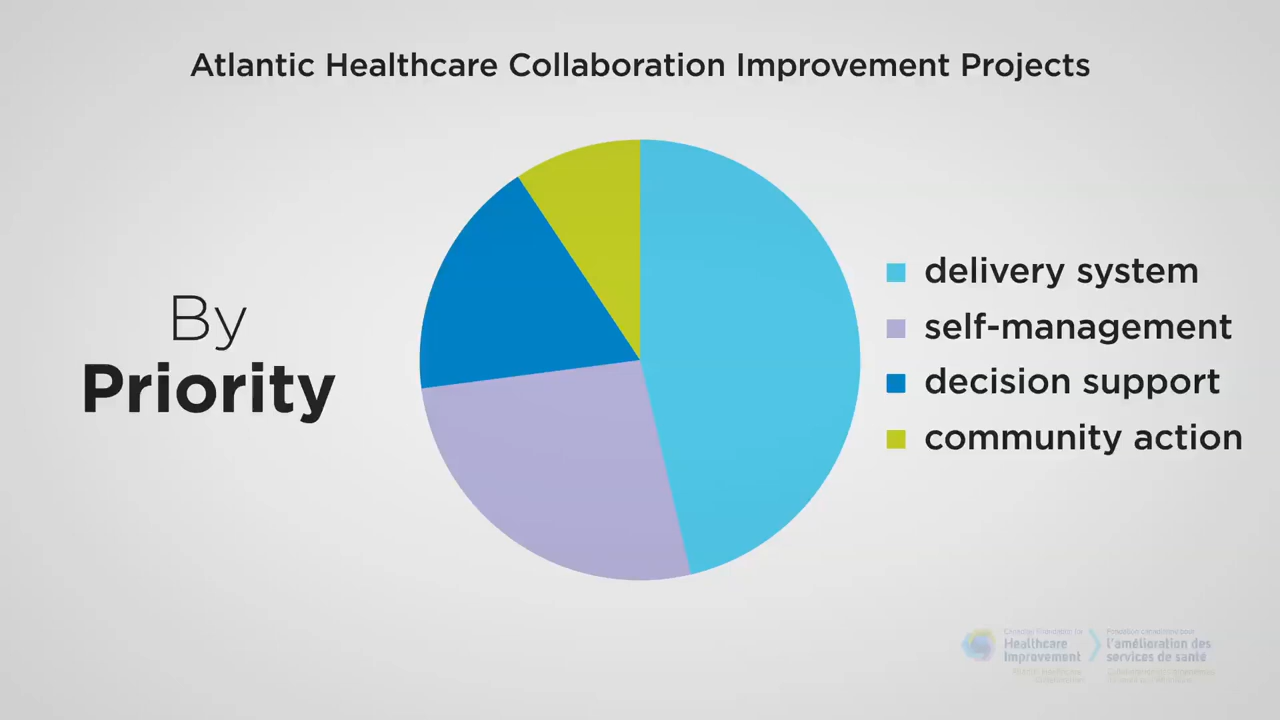 Atlantic Healthcare Collaboration Improvement Projects
By
Priority
delivery system
self-management
decision support
community action
Healthcare
Improvement
l'amélioration des
services de santé